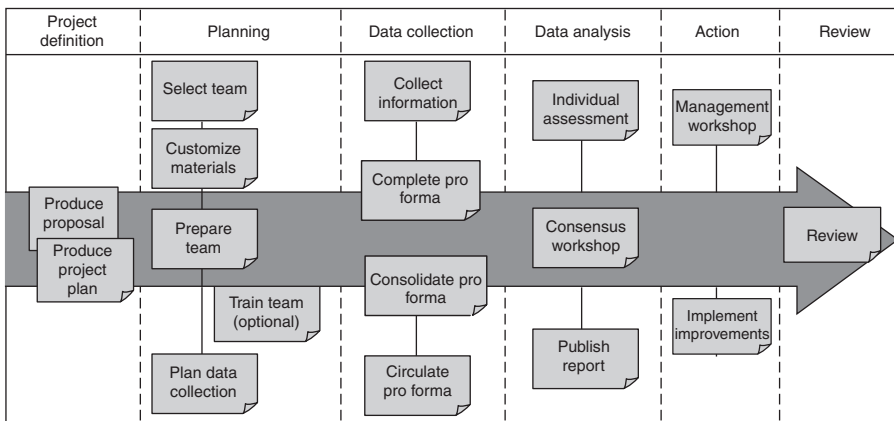 Project
definition
Planning
Data collection
Data analysis
Action
Review
Produce
proposal
Produce
project
plan
Select team
Customize
materials
Prepare
team
Train team
(optional)
Plan data
collection
Collect
information
Complete pro
forma
Consolidate pro
forma
Circulate
pro forma
Individual
assessment
Consensus
workshop
Publish
report
Management
workshop
Implement
improvements
Review